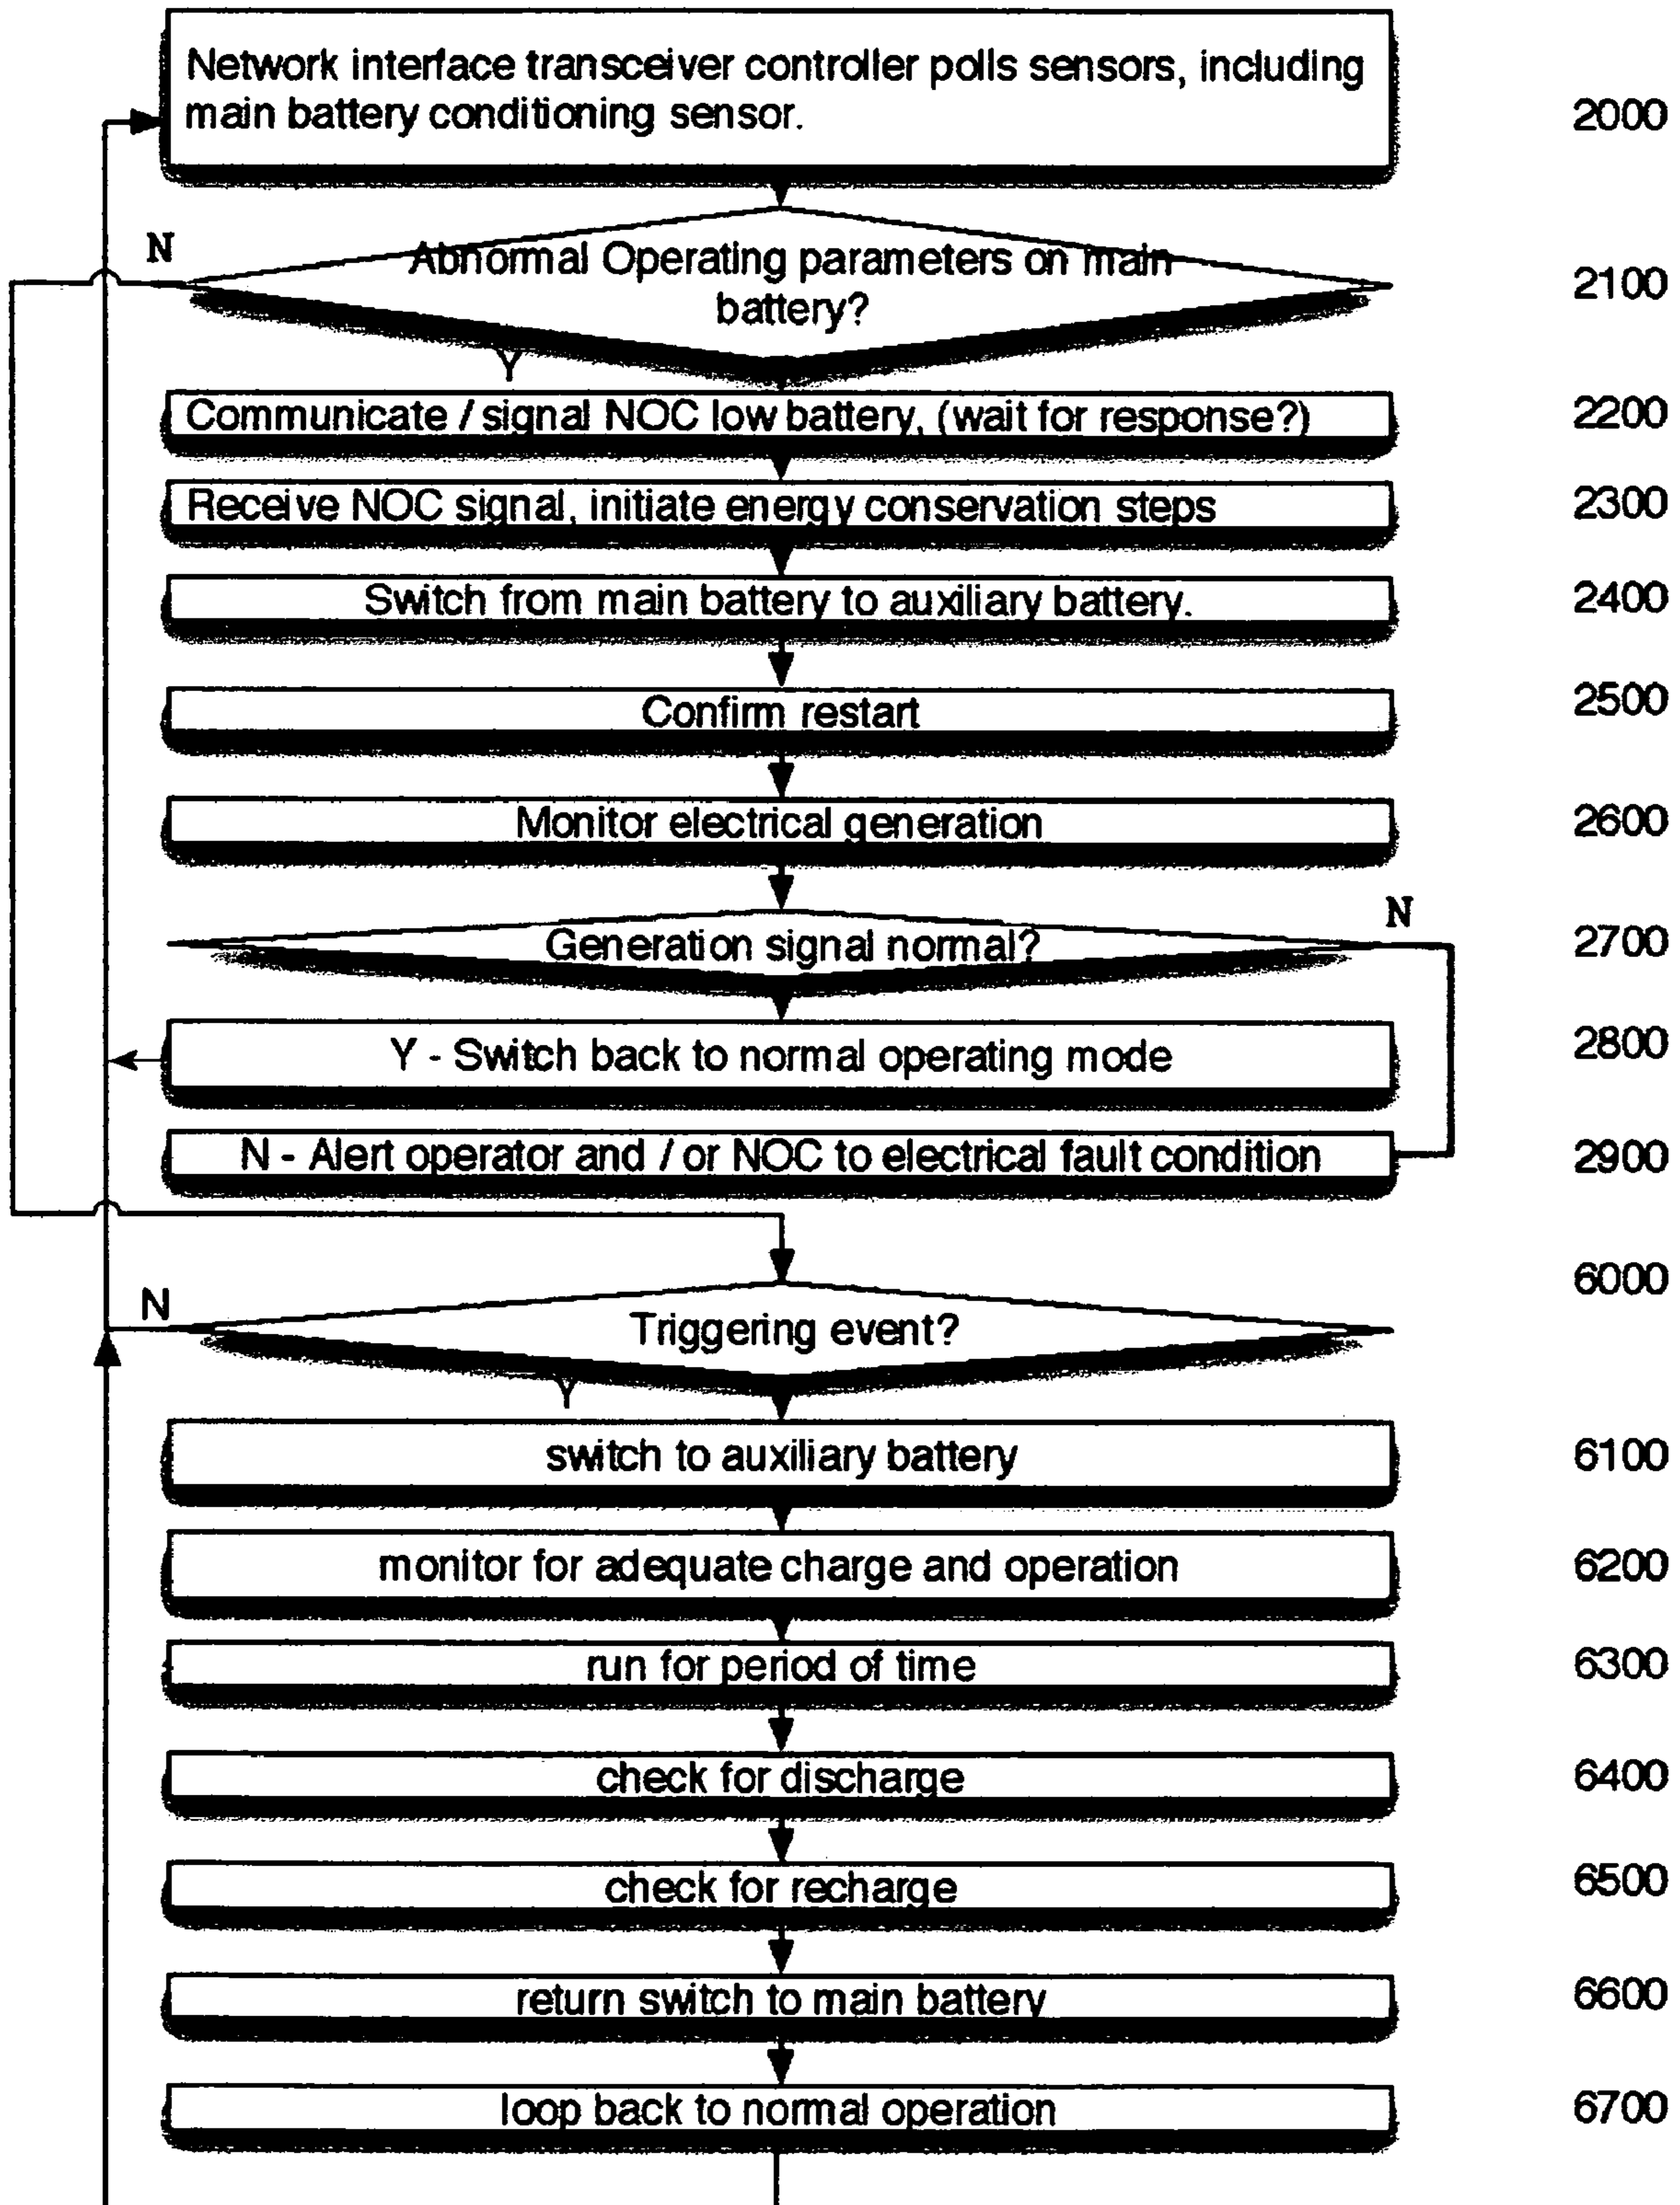 Network interface transceiver controller polls sensors, including
main battery conditioning sensor.
2000
N
Abnormal Operating parameters on main
battery?
2100
Y
Communicate / signal NOC low battery, (wait for response?)
2200
Receive NOC signal, initiate energy conservation steps
2300
Switch from main battery to auxiliary battery.
2400
Confirm restart
2500
Monitor electrical generation
2600
N
Generation signal normal?
2700
Y - Switch back to normal operating mode
2800
N - Alert operator and / or NOC to electrical fault condition
2900
6000
N
Triggering event?
Y
switch to auxiliary battery
6100
monitor for adequate charge and operation
6200
run for period of time
6300
check for discharge
6400
check for recharge
6500
return switch to main battery
6600
loop back to normal operation
6700